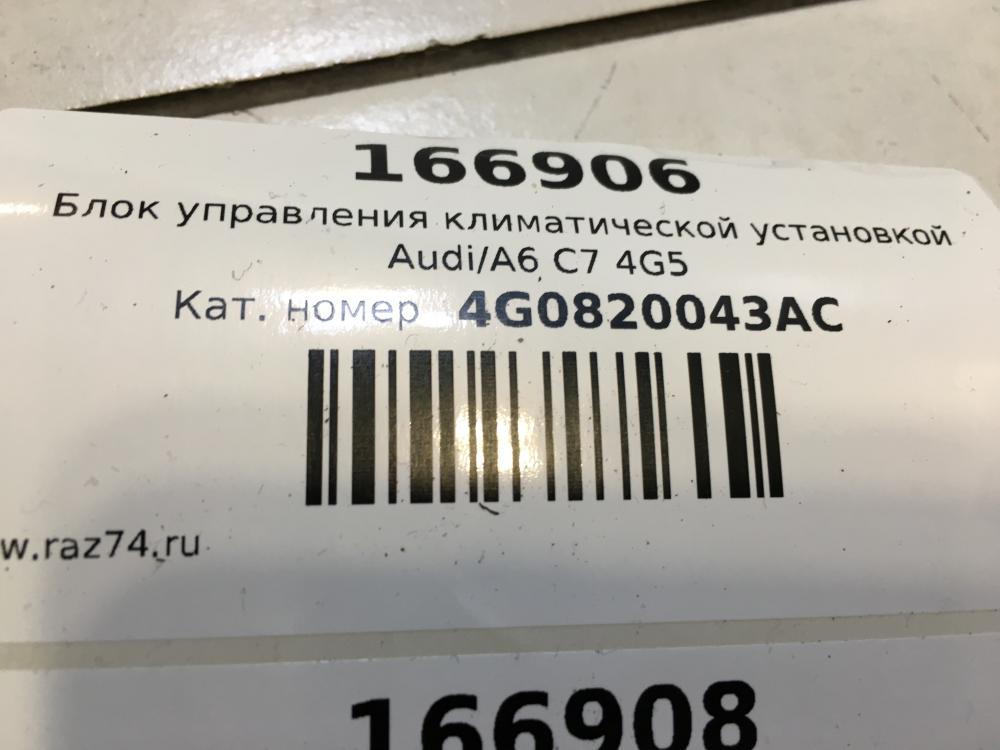 166906
Блок управления климатической установкой
Audi/A6 C7 4G5
Кат. номер 4G0820043AC
w.raz74.ru
166908